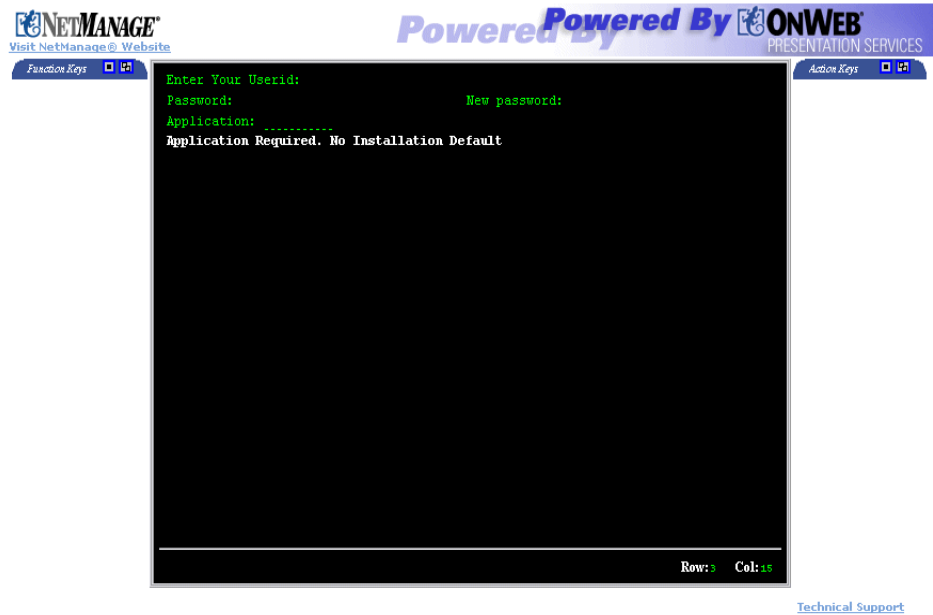 NETMANAGE®
Visit NetManage® Website
Powered By
Powered By ONWEB®
PRESENTATION SERVICES
Function Keys
Action Keys
Enter Your Userid:
Password: New password:
Application: ___________
Application Required. No Installation Default
Row:3 Col:15
Technical Support